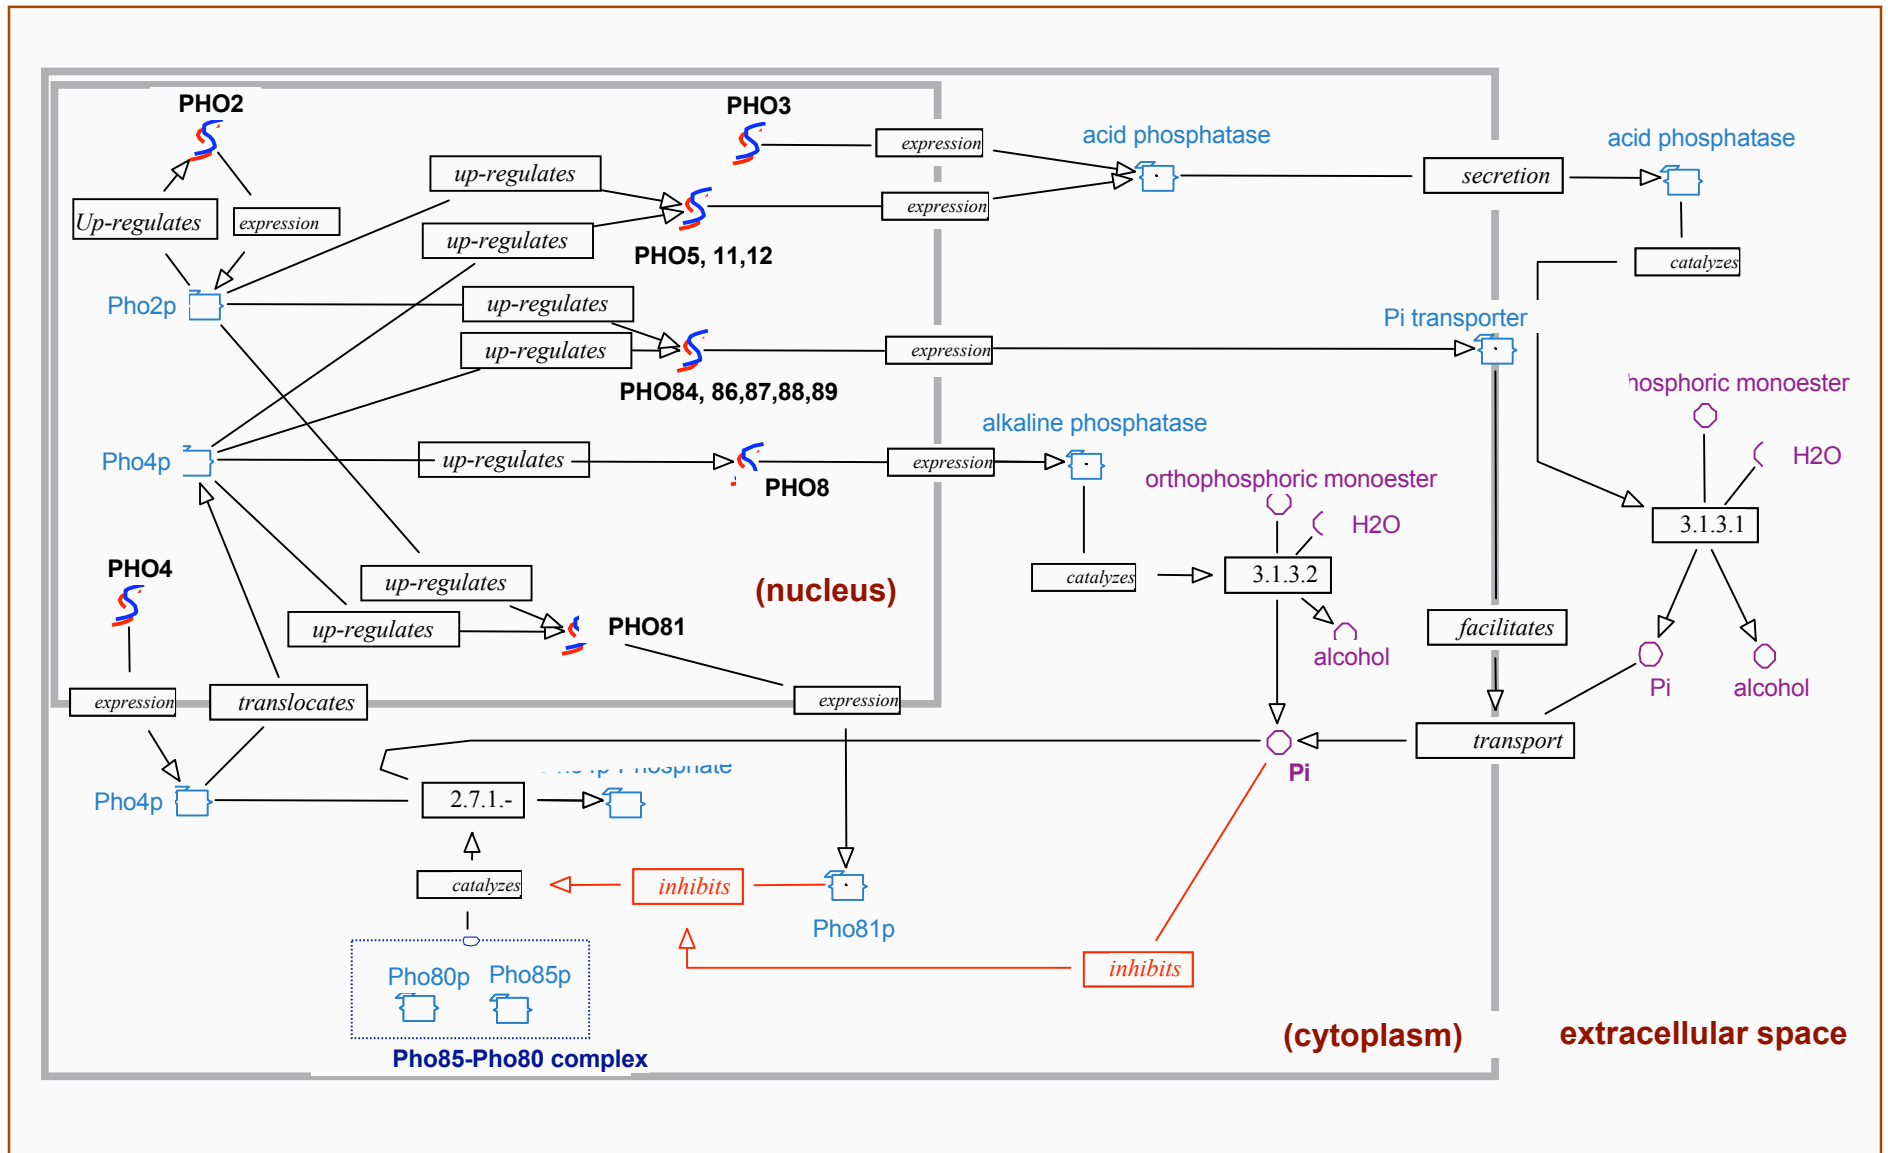 PHO2
PHO3
acid phosphatase
acid phosphatase
expression
up-regulates
secretion
Up-regulates
expression
expression
up-regulates
PHO5, 11,12
catalyzes
Pho2p
up-regulates
Pi transporter
up-regulates
expression
PHO84, 86,87,88,89
hosphoric monoester
alkaline phosphatase
Pho4p
up-regulates
expression
H2O
PHO8
orthophosphoric monoester
H2O
3.1.3.1
PHO4
up-regulates
(nucleus)
catalyzes
3.1.3.2
up-regulates
PHO81
facilitates
alcohol
Pi
alcohol
expression
translocates
expression
transport
Pi
Pho4p
2.7.1.-
catalyzes
inhibits
Pho81p
Pho80p
Pho85p
inhibits
(cytoplasm)
extracellular space
Pho85-Pho80 complex